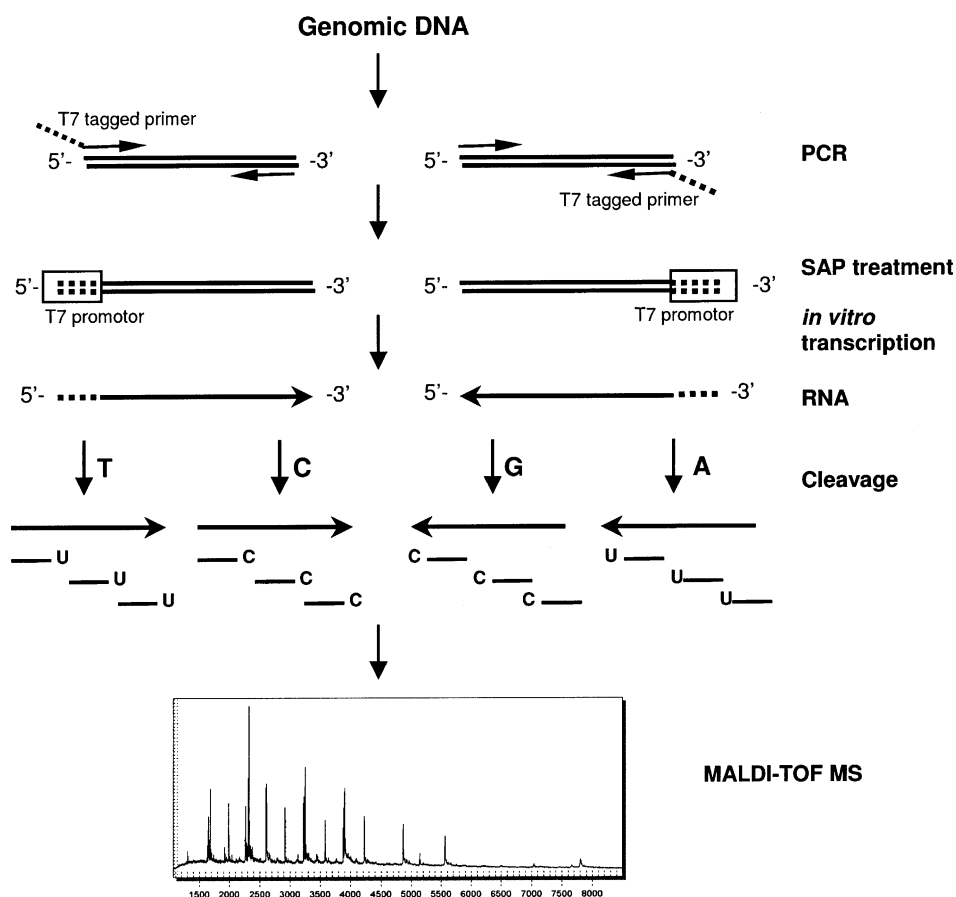 Genomic DNA
T7 tagged primer
5'- -3' 5'- -3' PCR
T7 tagged primer
5'- -3' 5'- -3' SAP treatment
T7 promotor T7 promotor
in vitro
transcription
5'- -3' 5'- -3' RNA
T C G A Cleavage
U C C U
U C C U
U C C U
MALDI-TOF MS
1500 2000 2500 3000 3500 4000 4500 5000 5500 6000 6500 7000 7500 8000